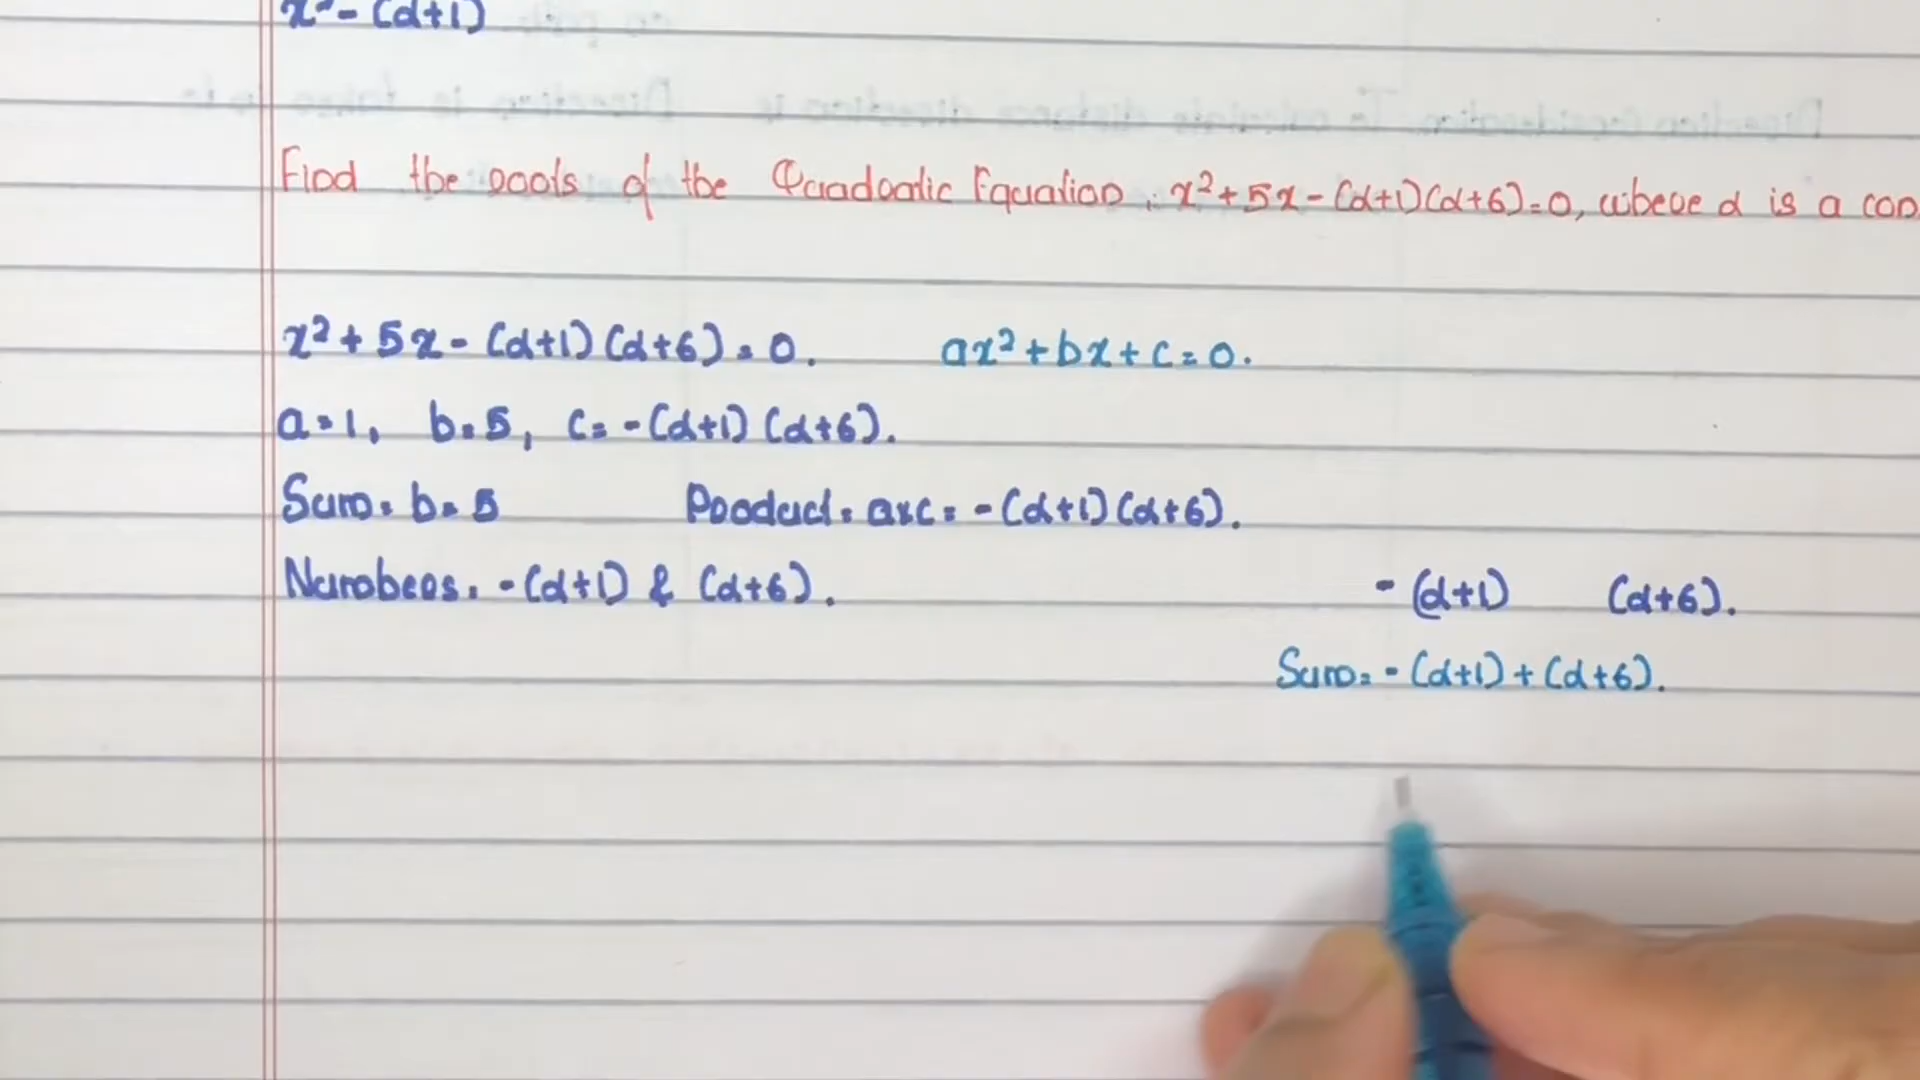 x² - (α+1)
Find the roots of the Quadratic Equation, x²+5x-(α+1)(α+6)=0, where α is a con
x²+5x-(α+1)(α+6)=0. ax²+bx+c=0.
a=1, b=5, c=-(α+1)(α+6).
Sum=b=5 Product=a×c=-(α+1)(α+6).
Numbers=-(α+1) & (α+6). -(α+1) (α+6).
Sum=-(α+1)+(α+6).